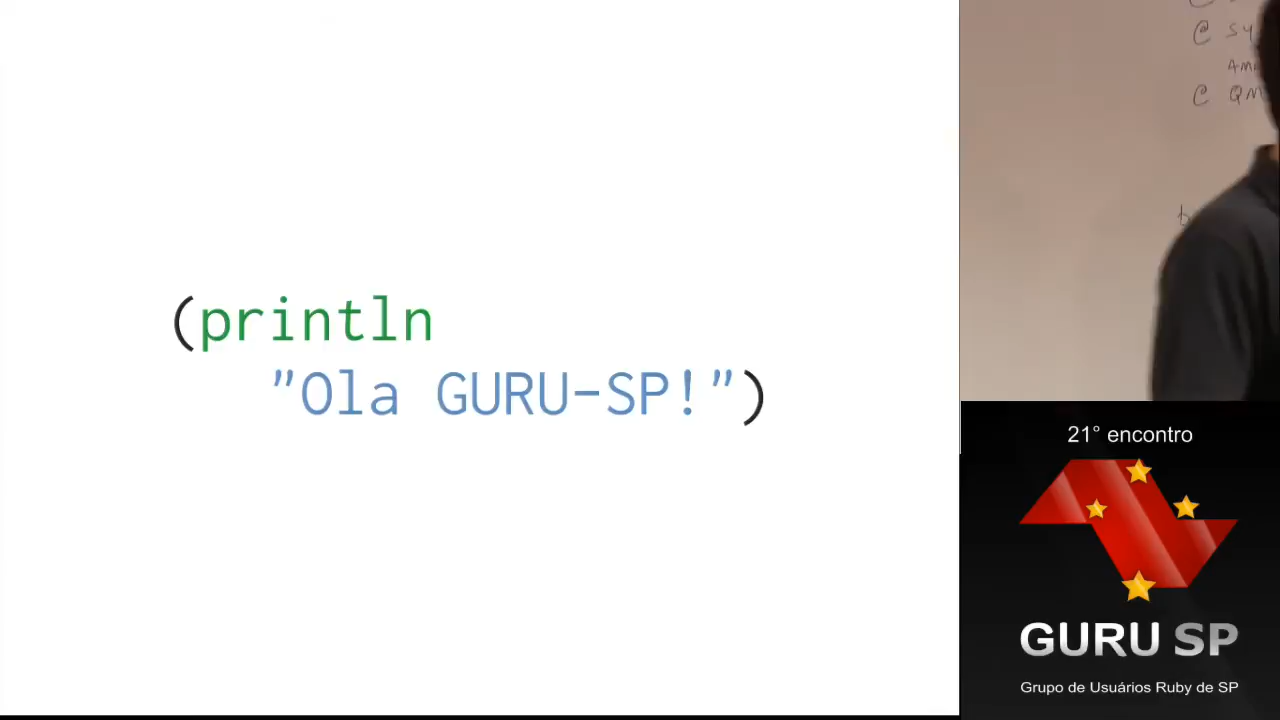 (println
"Ola GURU-SP!")
21° encontro
GURU SP
Grupo de Usuários Ruby de SP